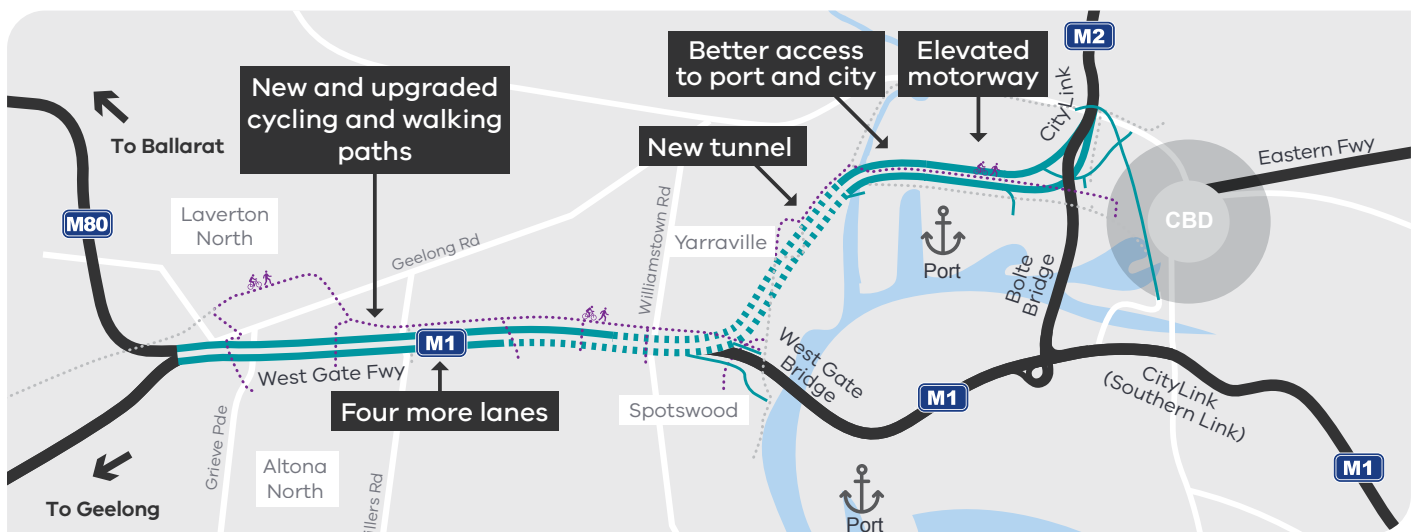 M2
Better access
to port and city
Elevated
motorway
New and upgraded
cycling and walking
paths
CityLink
To Ballarat
New tunnel
Eastern Fwy
M80
Laverton
North
Williamstown Rd
Yarraville
CBD
Geelong Rd
Port
Bolte
Bridge
M1
West Gate Fwy
West Gate
Bridge
Four more lanes
Spotswood
M1
CityLink
(Southern Link)
Grieve Pde
Altona
North
M1
To Geelong
illers Rd
Port